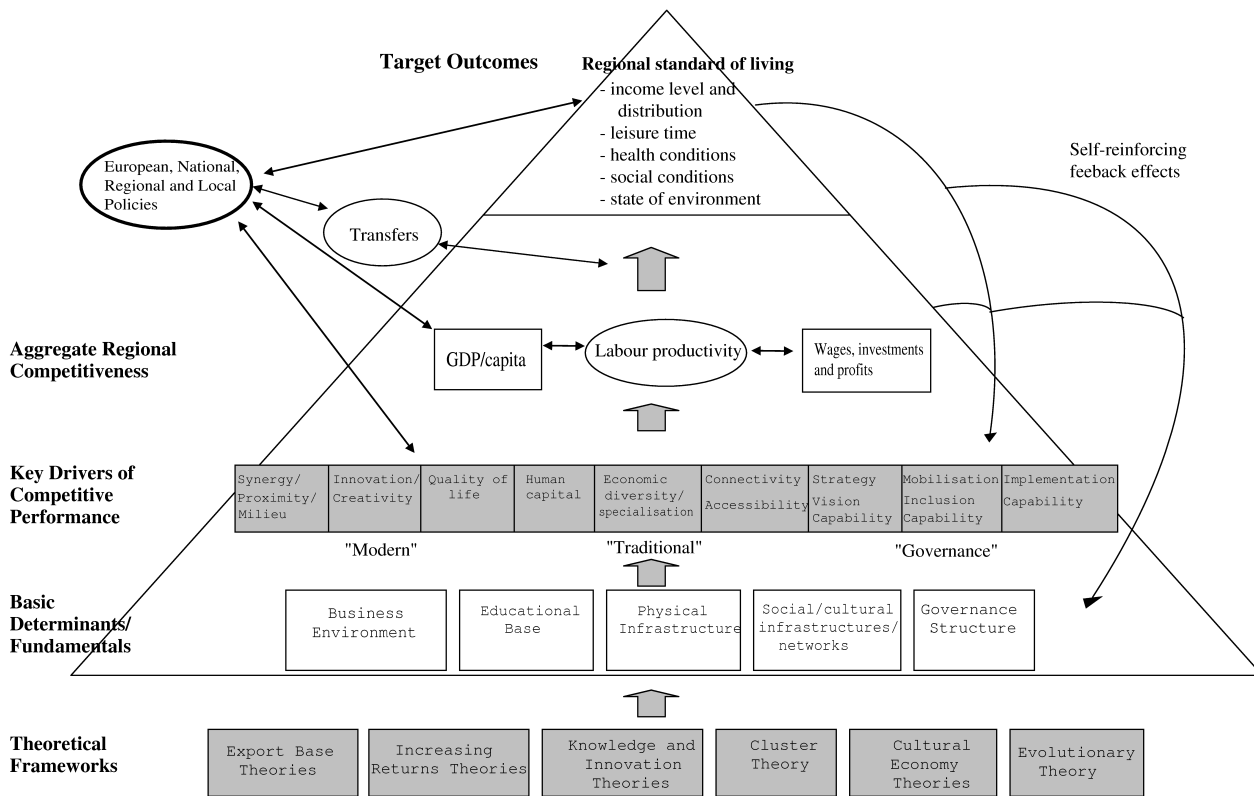 Target Outcomes
Regional standard of living
- income level and
distribution
- leisure time
- health conditions
- social conditions
- state of environment
European, National,
Regional and Local
Policies
Transfers
Self-reinforcing
feeback effects
Aggregate Regional
Competitiveness
GDP/capita
Labour productivity
Wages, investments
and profits
Key Drivers of
Competitive
Performance
Synergy/
Proximity/
Milieu
Innovation/
Creativity
Quality of
life
Human
capital
Economic
diversity/
specialisation
Connectivity
Accessibility
Strategy
Vision
Capability
Mobilisation
Inclusion
Capability
Implementation
Capability
"Modern"
"Traditional"
"Governance"
Basic
Determinants/
Fundamentals
Business
Environment
Educational
Base
Physical
Infrastructure
Social/cultural
infrastructures/
networks
Governance
Structure
Theoretical
Frameworks
Export Base
Theories
Increasing
Returns Theories
Knowledge and
Innovation
Theories
Cluster
Theory
Cultural
Economy
Theories
Evolutionary
Theory